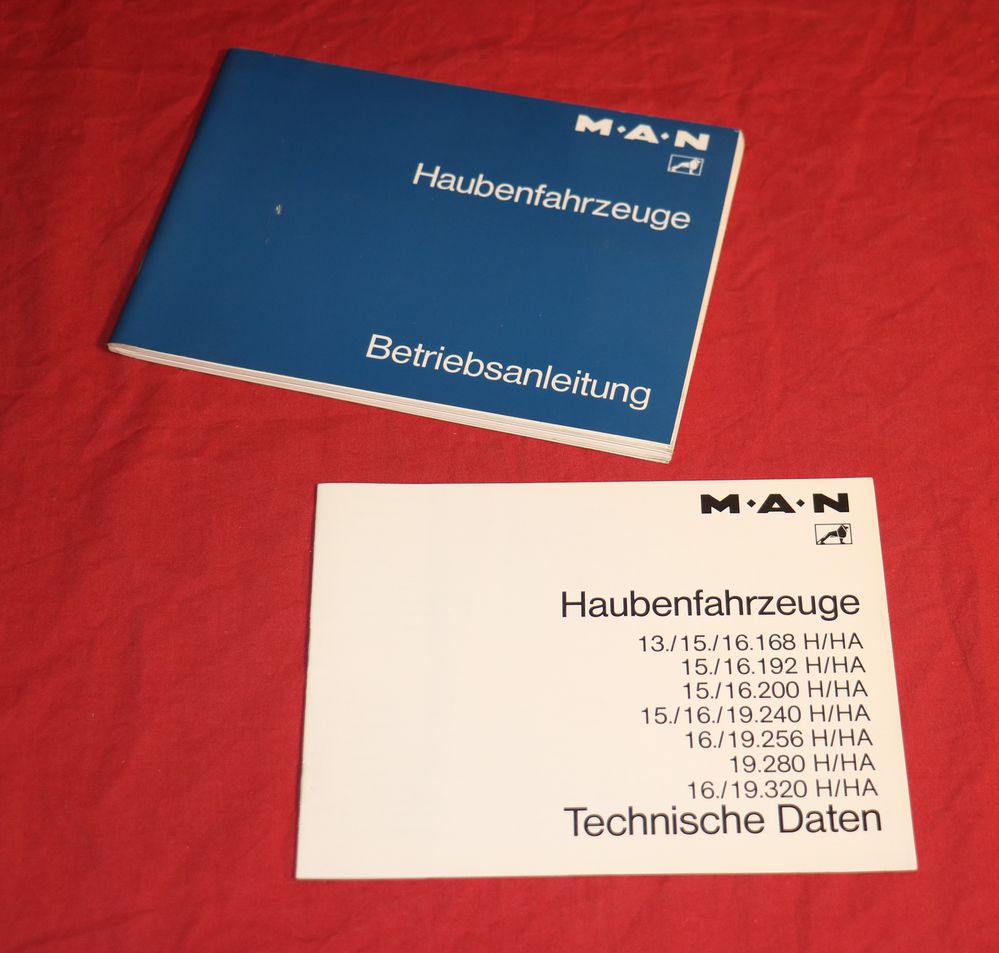 M·A·N
Haubenfahrzeuge
Betriebsanleitung
M·A·N
Haubenfahrzeuge
13./15./16.168 H/HA
15./16.192 H/HA
15./16.200 H/HA
15./16./19.240 H/HA
16./19.256 H/HA
19.280 H/HA
16./19.320 H/HA
Technische Daten